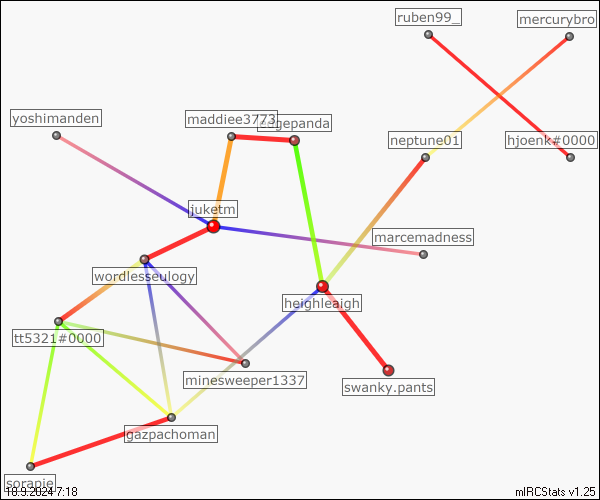 ruben99_
mercurybro
yoshimanden
maddiee3773
gepanda
neptune01
hjoenk#0000
juketm
marcemadness
wordlesseulogy
heighleaigh
tt5321#0000
minesweeper1337
swanky.pants
gazpachoman
sorapie
10.9.2024 7:18
mIRCStats v1.25